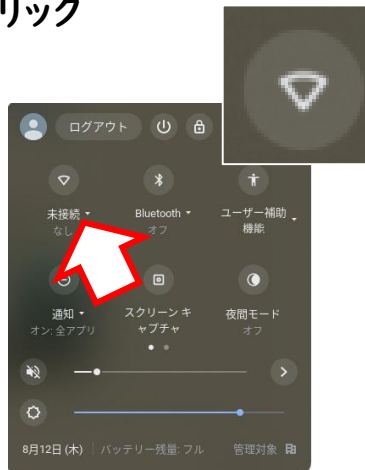 リック
ログアウト
未接続 Bluetooth ユーザー補助
なし オフ 機能
通知 スクリーン キ 夜間モード
オン: 全アプリ ャプチャ オフ
8月12日 (木) バッテリー残量: フル 管理対象